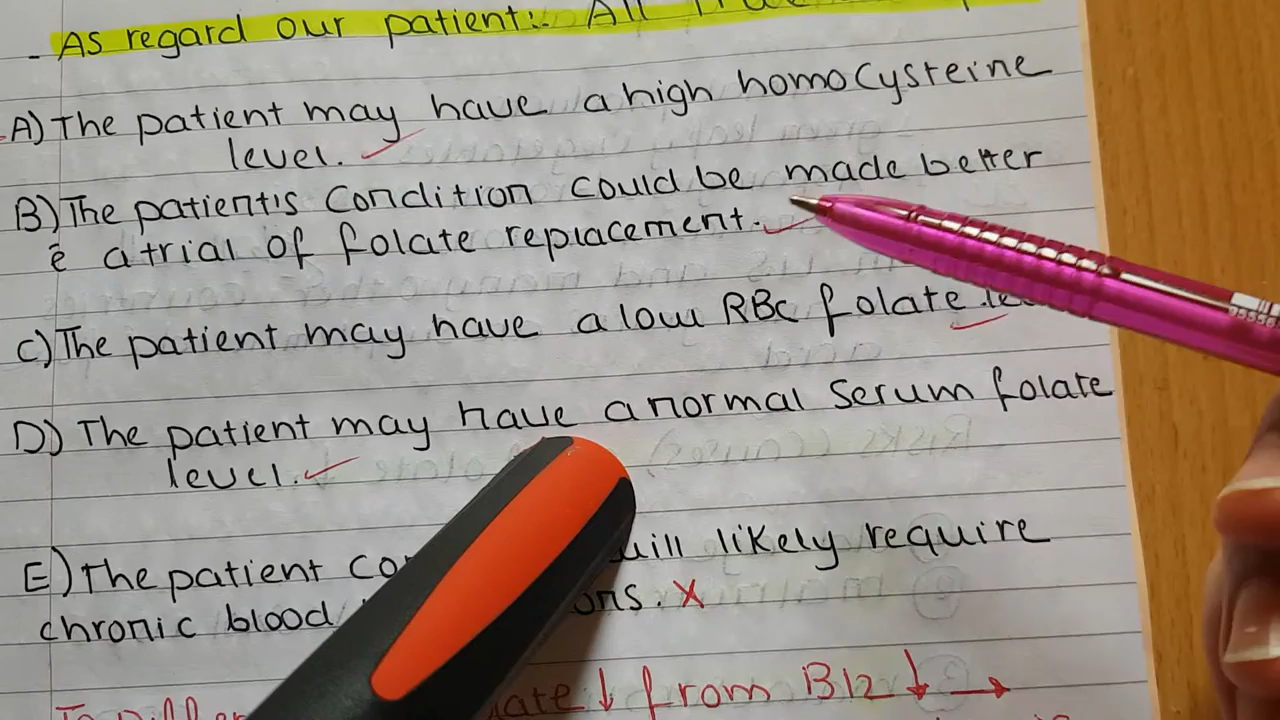 - As regard our patient:. All
A) The patient may have a high homocysteine
level. ✓
B) The patient's condition could be made better
c̄ a trial of folate replacement. ✓
C) The patient may have a low RBC folate
D) The patient may have a normal serum folate
level. ✓
E) The patient will likely require
chronic blood
X
from B12 ↓ →